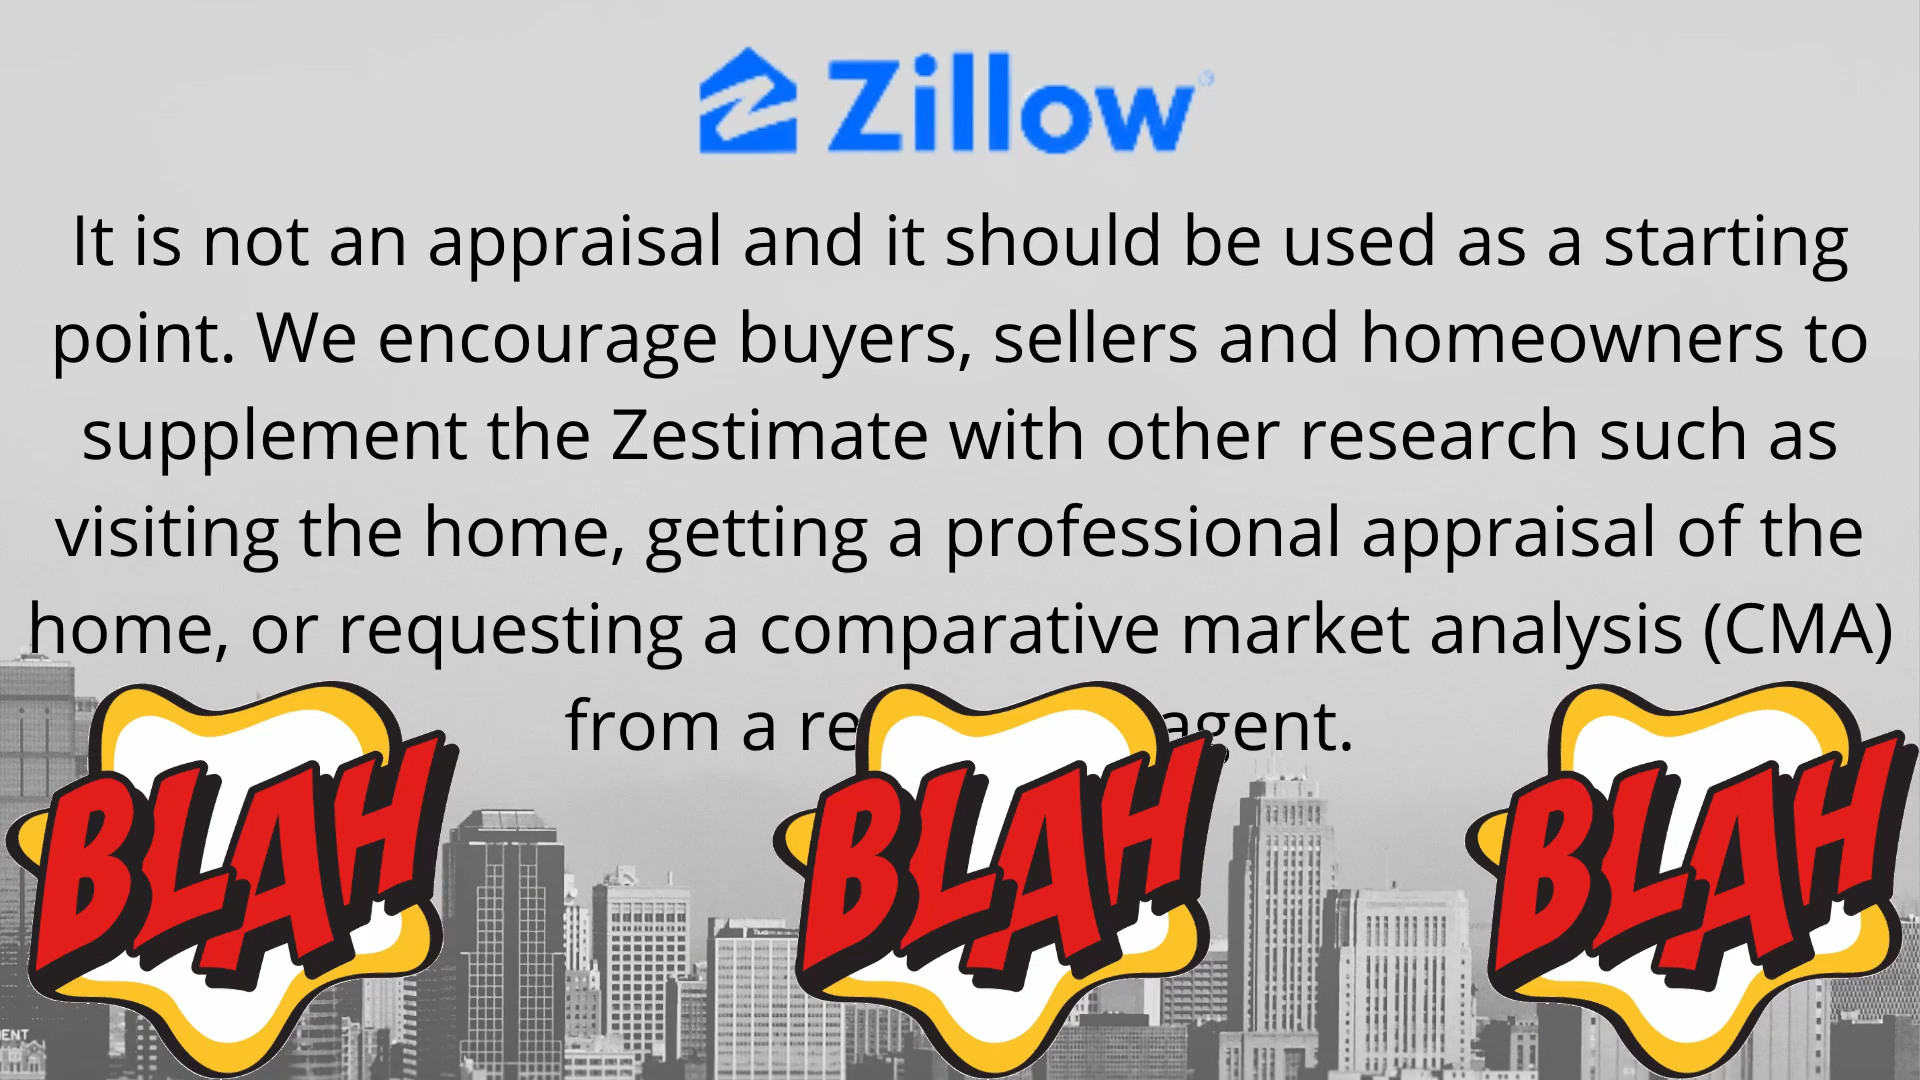 Zillow
It is not an appraisal and it should be used as a starting
point. We encourage buyers, sellers and homeowners to
supplement the Zestimate with other research such as
visiting the home, getting a professional appraisal of the
home, or requesting a comparative market analysis (CMA)
from a agent.
BLAH BLAH BLAH